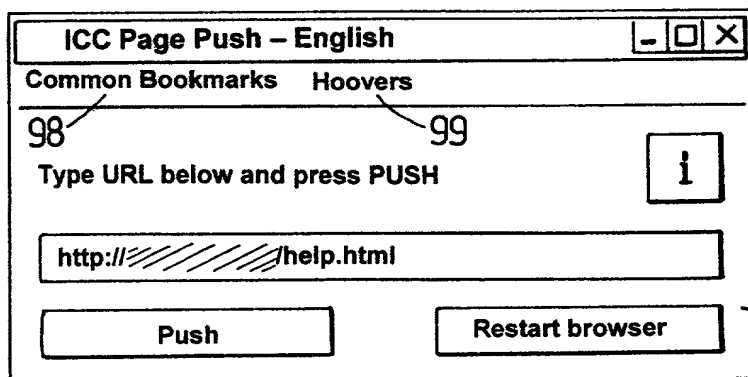 ICC Page Push – English
Common Bookmarks Hoovers
98 99
Type URL below and press PUSH i
http:// /help.html
Push Restart browser